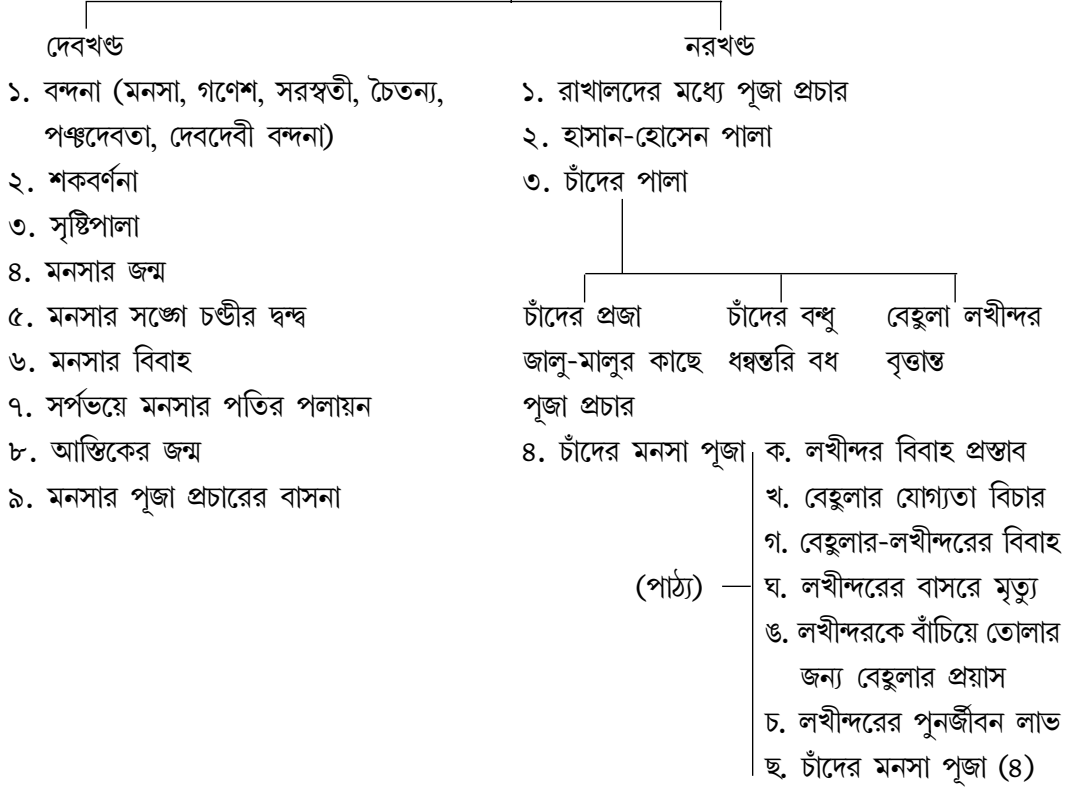 দেবখণ্ড
১. বন্দনা (মনসা, গণেশ, সরস্বতী, চৈতন্য,
পঞ্চদেবতা, দেবদেবী বন্দনা)
২. শকবর্ণনা
৩. সৃষ্টিপালা
৪. মনসার জন্ম
৫. মনসার সঙ্গে চণ্ডীর দ্বন্দ্ব
৬. মনসার বিবাহ
৭. সর্পভয়ে মনসার পতির পলায়ন
৮. আস্তিকের জন্ম
৯. মনসার পূজা প্রচারের বাসনা
নরখণ্ড
১. রাখালদের মধ্যে পূজা প্রচার
২. হাসান-হোসেন পালা
৩. চাঁদের পালা
চাঁদের প্রজা
জালু-মালুর কাছে
পূজা প্রচার
চাঁদের বন্ধু
ধন্বন্তরি বধ
বেহুলা লখীন্দর
বৃত্তান্ত
৪. চাঁদের মনসা পূজা
(পাঠ্য)
ক. লখীন্দর বিবাহ প্রস্তাব
খ. বেহুলার যোগ্যতা বিচার
গ. বেহুলার-লখীন্দরের বিবাহ
ঘ. লখীন্দরের বাসরে মৃত্যু
ঙ. লখীন্দরকে বাঁচিয়ে তোলার
জন্য বেহুলার প্রয়াস
চ. লখীন্দরের পুনর্জীবন লাভ
ছ. চাঁদের মনসা পূজা (৪)